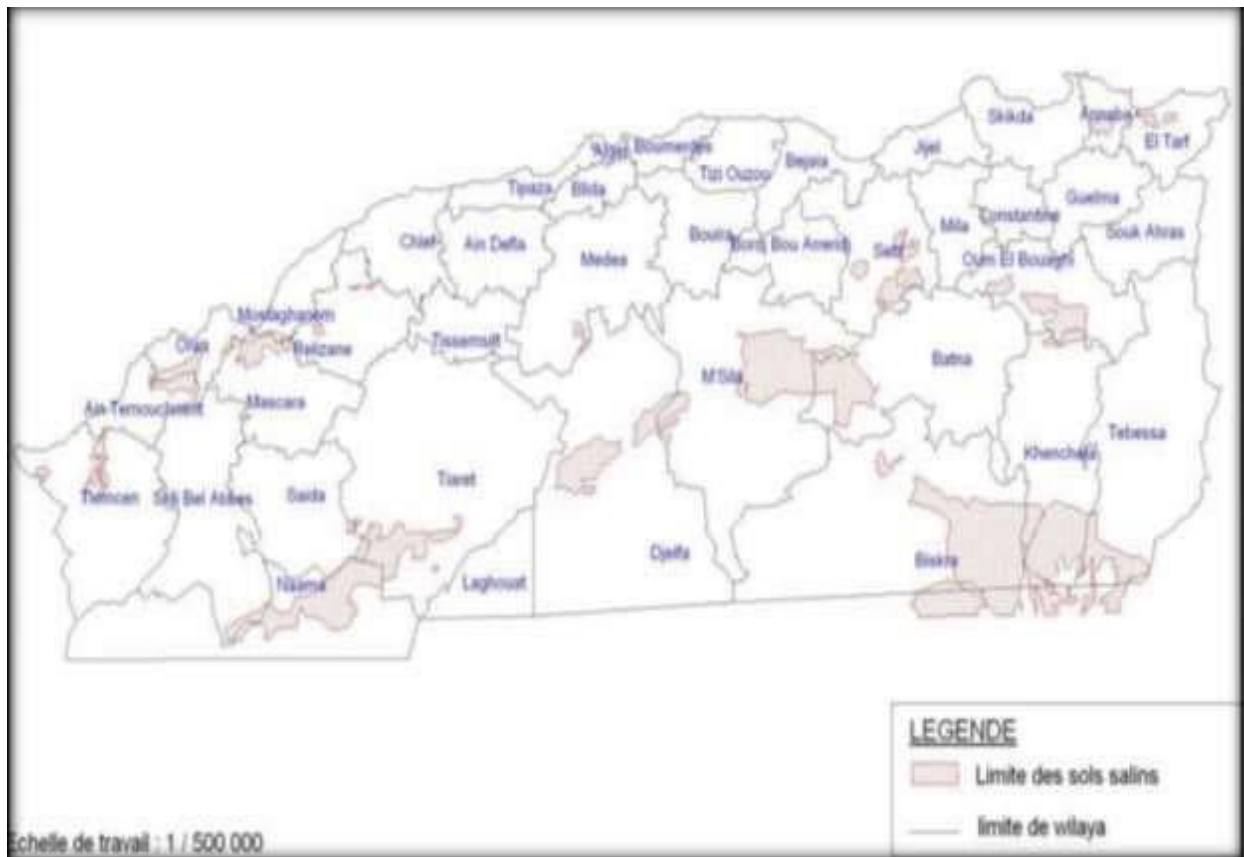 Skikda
Annaba
El Tarf
Jijel
Alger
Boumerdes
Tizi Ouzou
Bejaia
Guelma
Tipaza
Blida
Mila
Constantine
Souk Ahras
Chlef
Ain Defla
Medea
Bouira
Bordj Bou Arreridj
Setif
Oum El Bouaghi
Mostaghanem
Oran
Relizane
Tissemsilt
M'Sila
Batna
Ain Temouchent
Mascara
Tebessa
Khenchela
Tlemcen
Sidi Bel Abbes
Saida
Tiaret
Naama
Laghouat
Djelfa
Biskra
LEGENDE
Limite des sols salins
limite de wilaya
Echelle de travail : 1 / 500 000